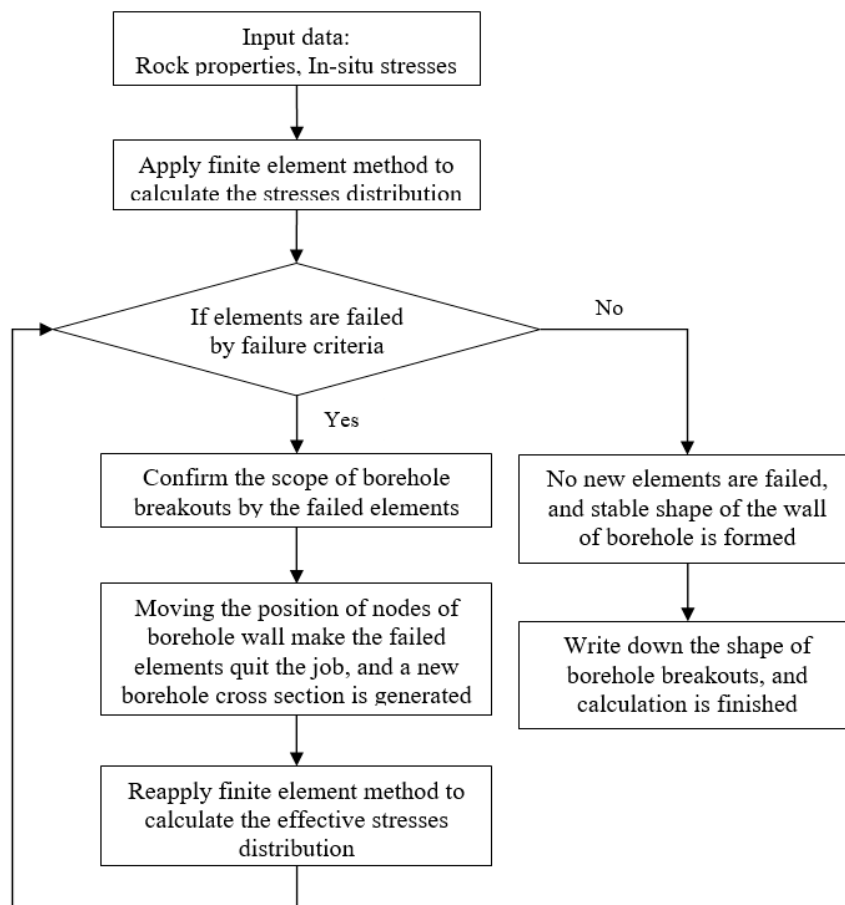 Input data:
Rock properties, In-situ stresses
Apply finite element method to
calculate the stresses distribution
If elements are failed
by failure criteria
No
Yes
Confirm the scope of borehole
breakouts by the failed elements
No new elements are failed,
and stable shape of the wall
of borehole is formed
Moving the position of nodes of
borehole wall make the failed
elements quit the job, and a new
borehole cross section is generated
Write down the shape of
borehole breakouts, and
calculation is finished
Reapply finite element method to
calculate the effective stresses
distribution